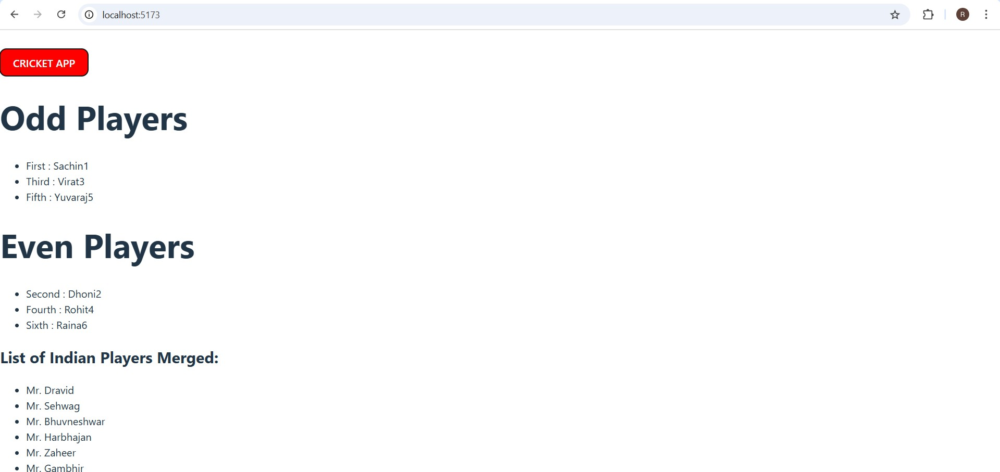 localhost:5173
R
CRICKET APP
Odd Players
First : Sachin1
Third : Virat3
Fifth : Yuvaraj5
Even Players
Second : Dhoni2
Fourth : Rohit4
Sixth : Raina6
List of Indian Players Merged:
Mr. Dravid
Mr. Sehwag
Mr. Bhuvneshwar
Mr. Harbhajan
Mr. Zaheer
Mr. Gambhir